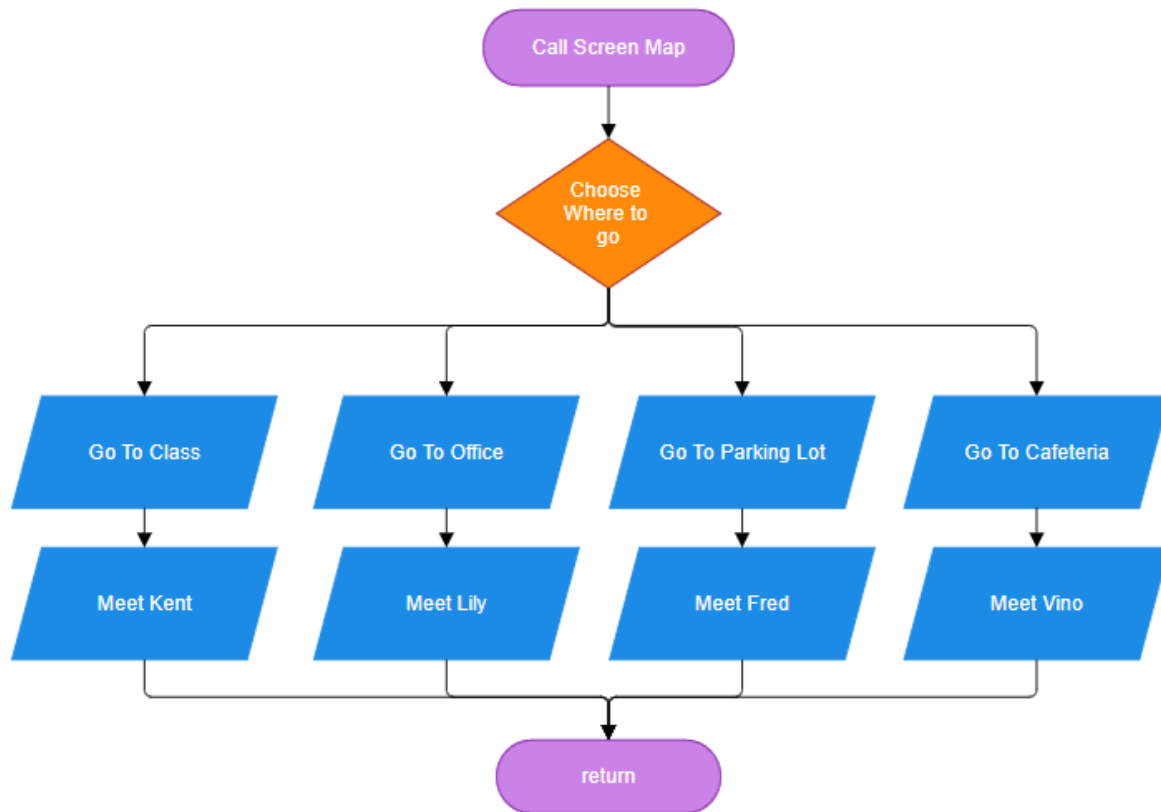 Call Screen Map
Choose
Where to
go
Go To Class
Go To Office
Go To Parking Lot
Go To Cafeteria
Meet Kent
Meet Lily
Meet Fred
Meet Vino
return